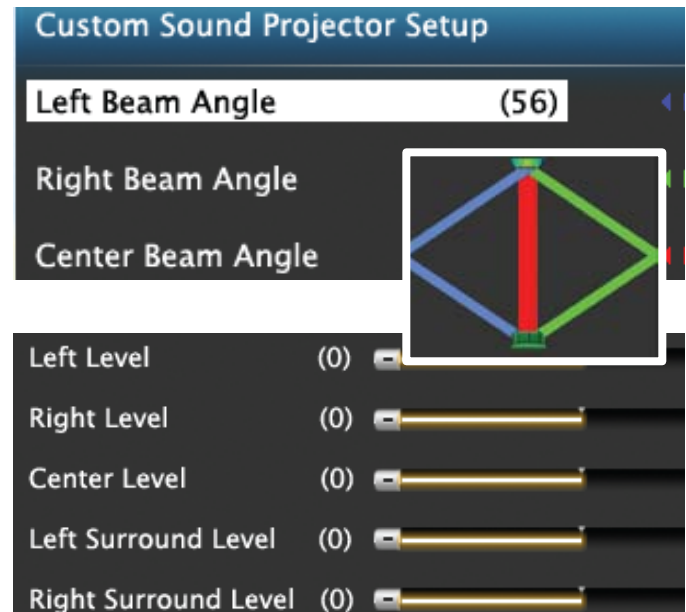 Custom Sound Projector Setup
Left Beam Angle (56)
Right Beam Angle
Center Beam Angle
Left Level (0)
Right Level (0)
Center Level (0)
Left Surround Level (0)
Right Surround Level (0)